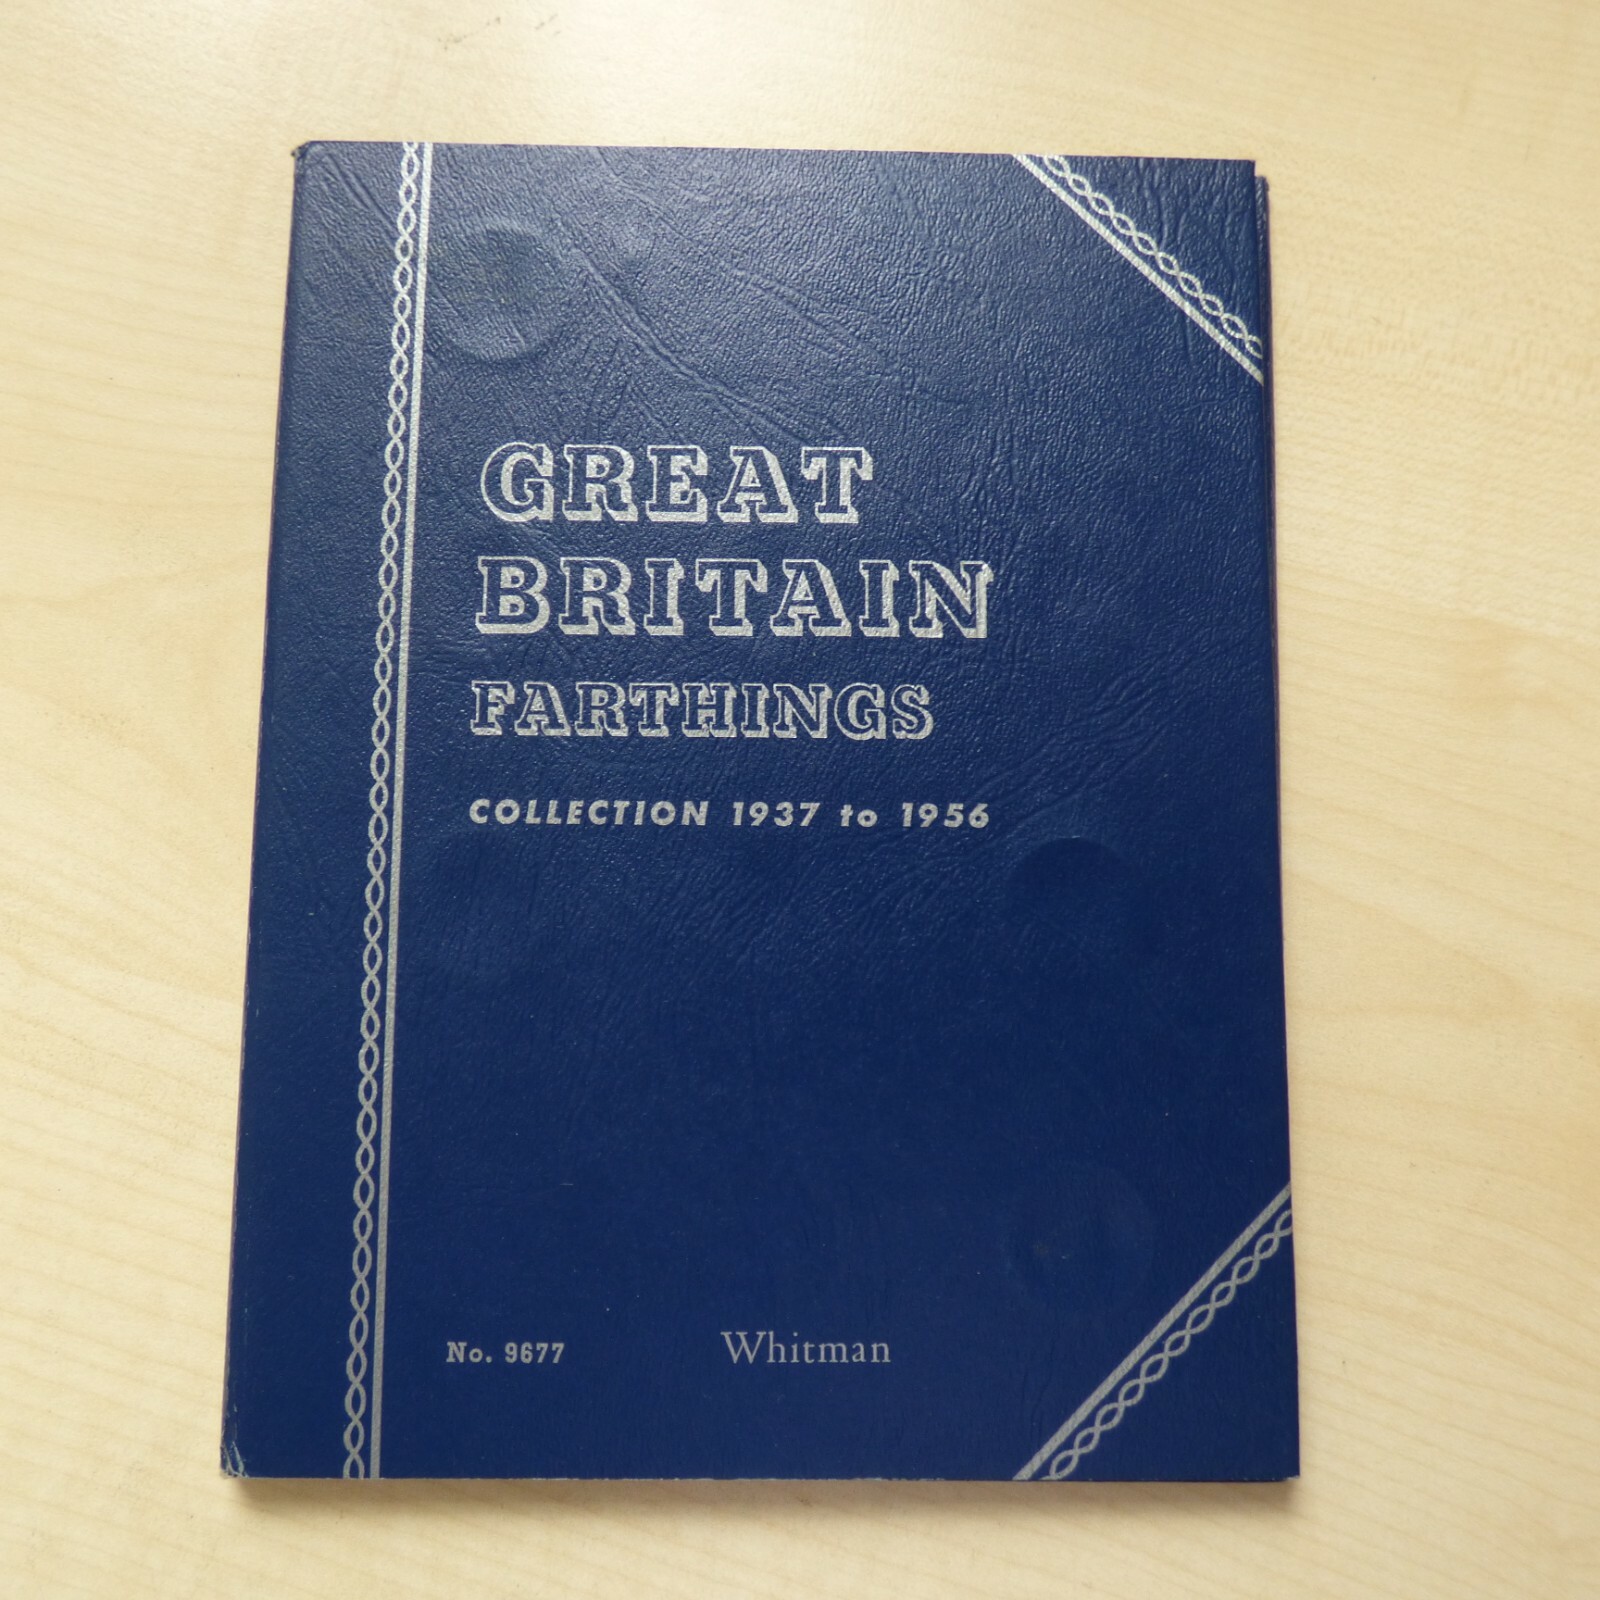 GREAT
BRITAIN
FARTHINGS
COLLECTION 1937 to 1956
No. 9677 Whitman